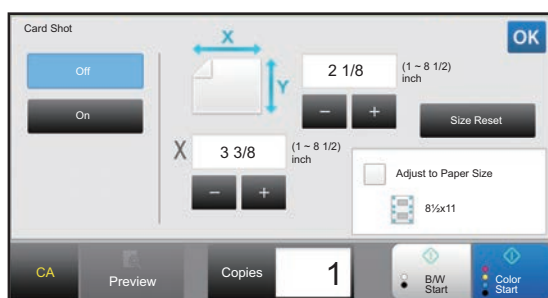 Card Shot
OK
Off
On
X
Y
2 1/8
(1 ~ 8 1/2)
inch
− +
Size Reset
X
3 3/8
(1 ~ 8 1/2)
inch
− +
Adjust to Paper Size
8½x11
CA
Preview
Copies
1
B/W
Start
Color
Start